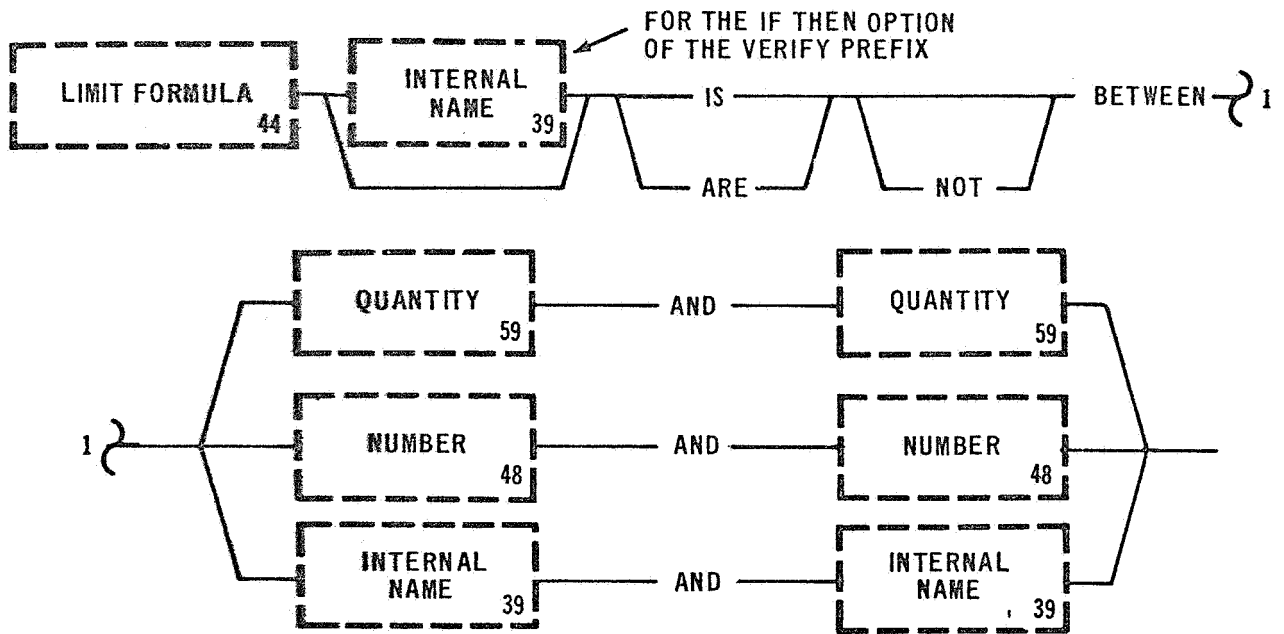 FOR THE IF THEN OPTION
OF THE VERIFY PREFIX
LIMIT FORMULA
44
INTERNAL
NAME
39
IS
ARE
NOT
BETWEEN
1
1
QUANTITY
59
AND
QUANTITY
59
NUMBER
48
AND
NUMBER
48
INTERNAL
NAME
39
AND
INTERNAL
NAME
39